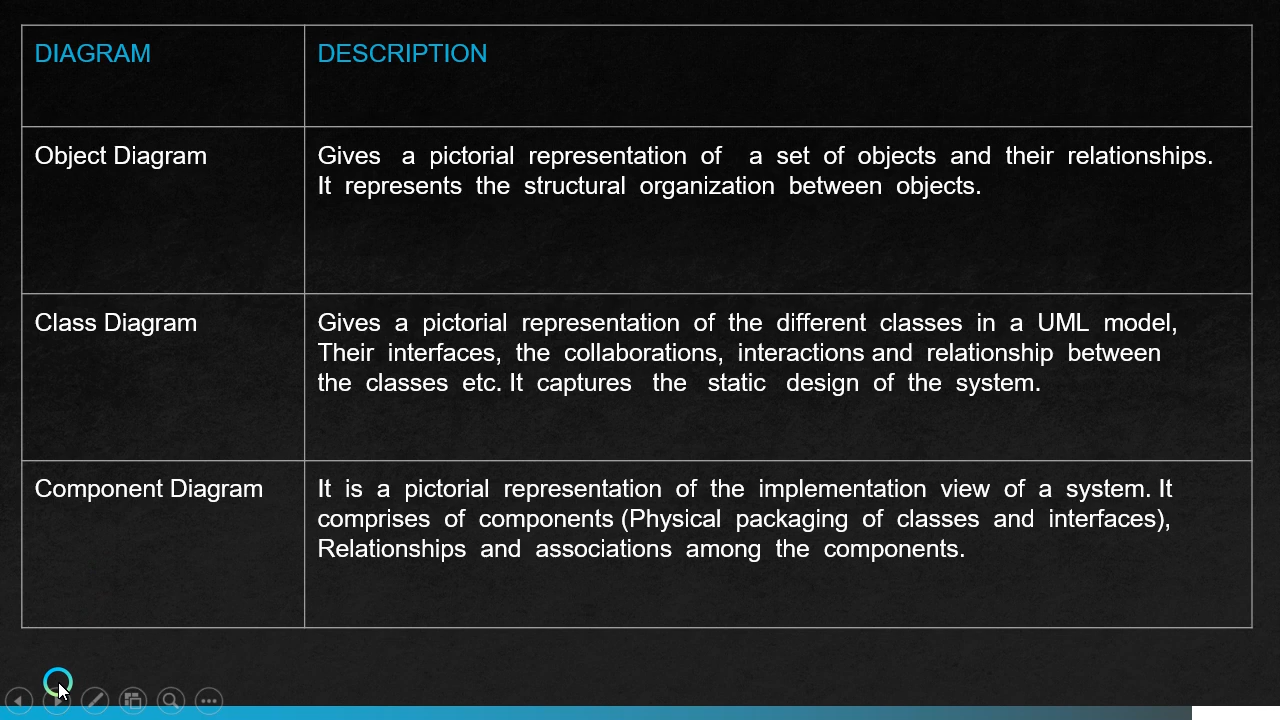 DIAGRAM
DESCRIPTION
Object Diagram
Gives a pictorial representation of a set of objects and their relationships.
It represents the structural organization between objects.
Class Diagram
Gives a pictorial representation of the different classes in a UML model,
Their interfaces, the collaborations, interactions and relationship between
the classes etc. It captures the static design of the system.
Component Diagram
It is a pictorial representation of the implementation view of a system. It
comprises of components (Physical packaging of classes and interfaces),
Relationships and associations among the components.